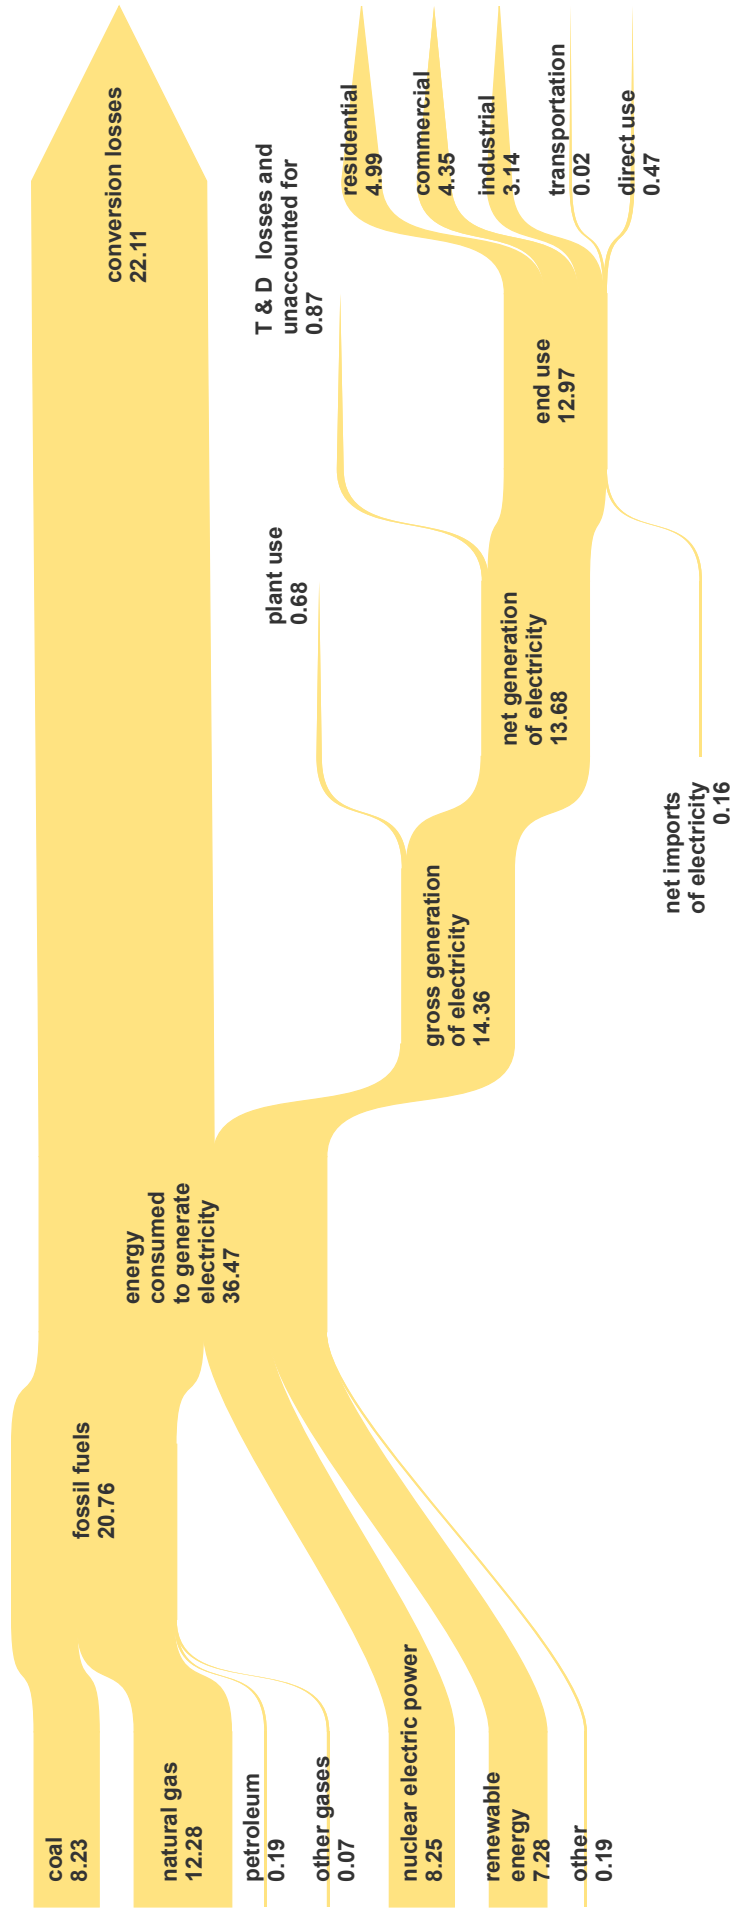 coal
8.23
natural gas
12.28
petroleum
0.19
other gases
0.07
nuclear electric power
8.25
renewable
energy
7.28
other
0.19
fossil fuels
20.76
energy
consumed
to generate
electricity
36.47
conversion losses
22.11
gross generation
of electricity
14.36
plant use
0.68
net generation
of electricity
13.68
T & D losses and
unaccounted for
0.87
net imports
of electricity
0.16
end use
12.97
residential
4.99
commercial
4.35
industrial
3.14
transportation
0.02
direct use
0.47